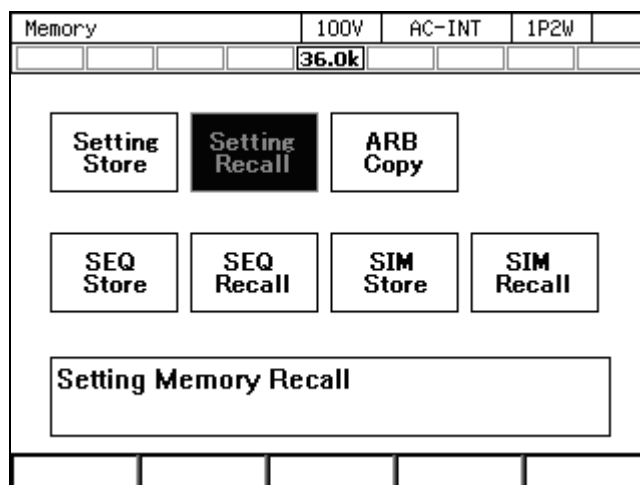 Memory 100V AC-INT 1P2W
36.0k
Setting Store
Setting Recall
ARB Copy
SEQ Store
SEQ Recall
SIM Store
SIM Recall
Setting Memory Recall